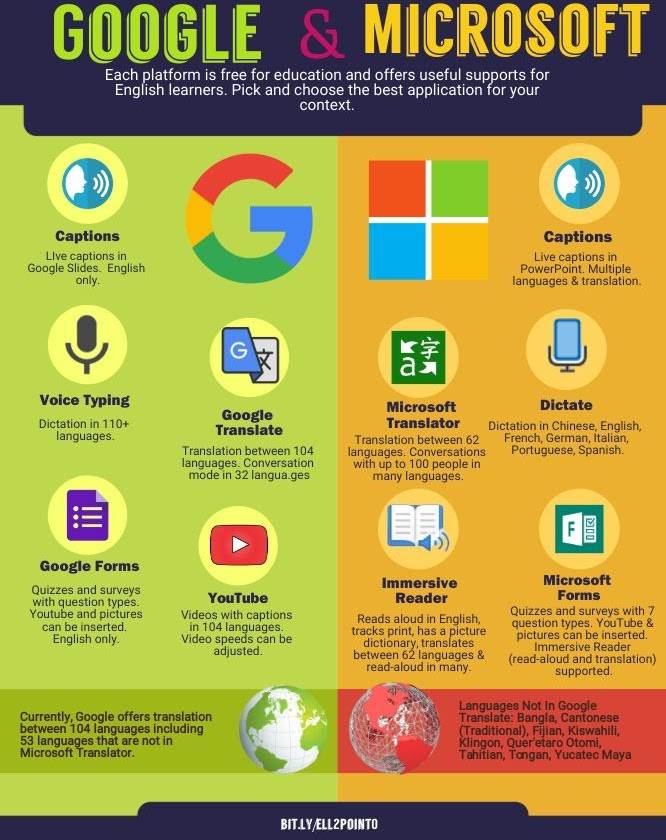 GOOGLE & MICROSOFT
Each platform is free for education and offers useful supports for
English learners. Pick and choose the best application for your
context.
Captions
LIve captions in
Google Slides. English
only.
Voice Typing
Dictation in 110+
languages.
Google
Translate
Translation between 104
languages. Conversation
mode in 32 langua.ges
Google Forms
Quizzes and surveys
with question types.
Youtube and pictures
can be inserted.
English only.
YouTube
Videos with captions
in 104 languages.
Video speeds can be
adjusted.
Captions
Live captions in
PowerPoint. Multiple
languages & translation.
字
a
Microsoft
Translator
Translation between 62
languages. Conversations
with up to 100 people in
many languages.
Dictate
Dictation in Chinese, English,
French, German, Italian,
Portuguese, Spanish.
Immersive
Reader
Reads aloud in English,
tracks print, has a picture
dictionary, translates
between 62 languages &
read-aloud in many.
F
Microsoft
Forms
Quizzes and surveys with 7
question types. YouTube &
pictures can be inserted.
Immersive Reader
(read-aloud and translation)
supported.
Currently, Google offers translation
between 104 languages including
53 languages that are not in
Microsoft Translator.
Languages Not In Google
Translate: Bangla, Cantonese
(Traditional), Fijian, Kiswahili,
Klingon, Quer'etaro Otomi,
Tahitian, Tongan, Yucatec Maya
BIT.LY/ELL2POINTO